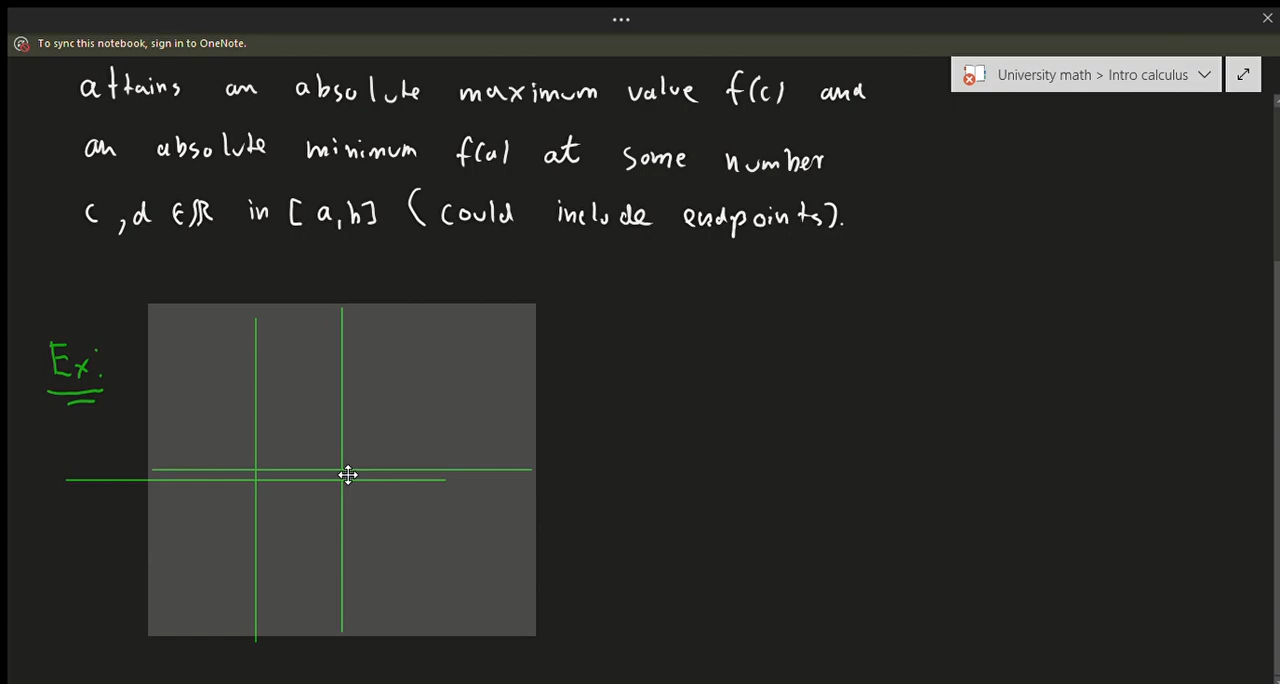 To sync this notebook, sign in to OneNote.
University math > Intro calculus
attains an absolute maximum value f(c) and
an absolute minimum f(a) at some number
c, d ∈ ℝ in [a, b] (could include endpoints).
Ex: